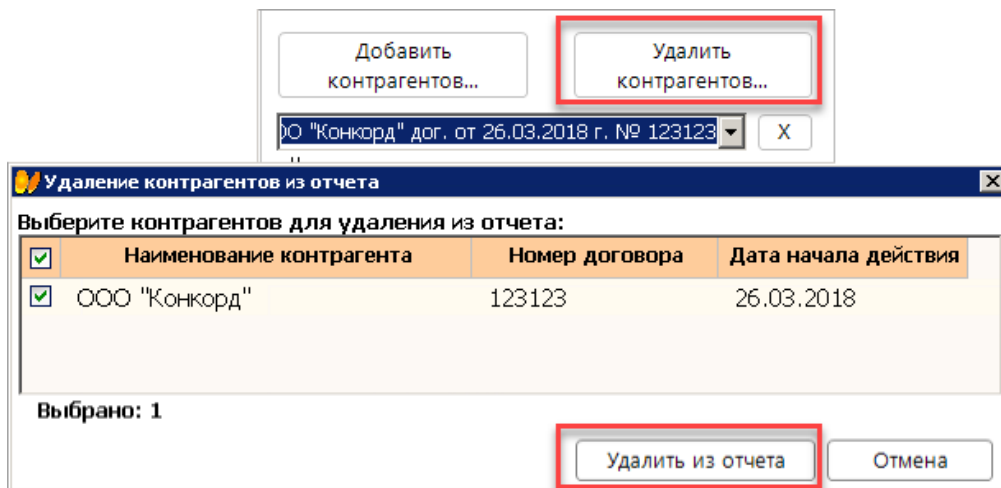 Добавить контрагентов...
Удалить контрагентов...
ОО "Конкорд" дог. от 26.03.2018 г. № 123123
X
Удаление контрагентов из отчета
Выберите контрагентов для удаления из отчета:
Наименование контрагента Номер договора Дата начала действия
ООО "Конкорд" 123123 26.03.2018
Выбрано: 1
Удалить из отчета Отмена